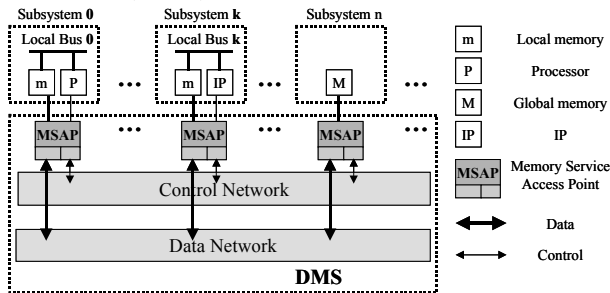 Subsystem 0
Subsystem k
Subsystem n
Local Bus 0
Local Bus k
m
P
...
m
IP
...
M
...
MSAP
...
MSAP
...
MSAP
...
Control Network
Data Network
DMS
m Local memory
P Processor
M Global memory
IP IP
MSAP Memory Service
Access Point
Data
Control